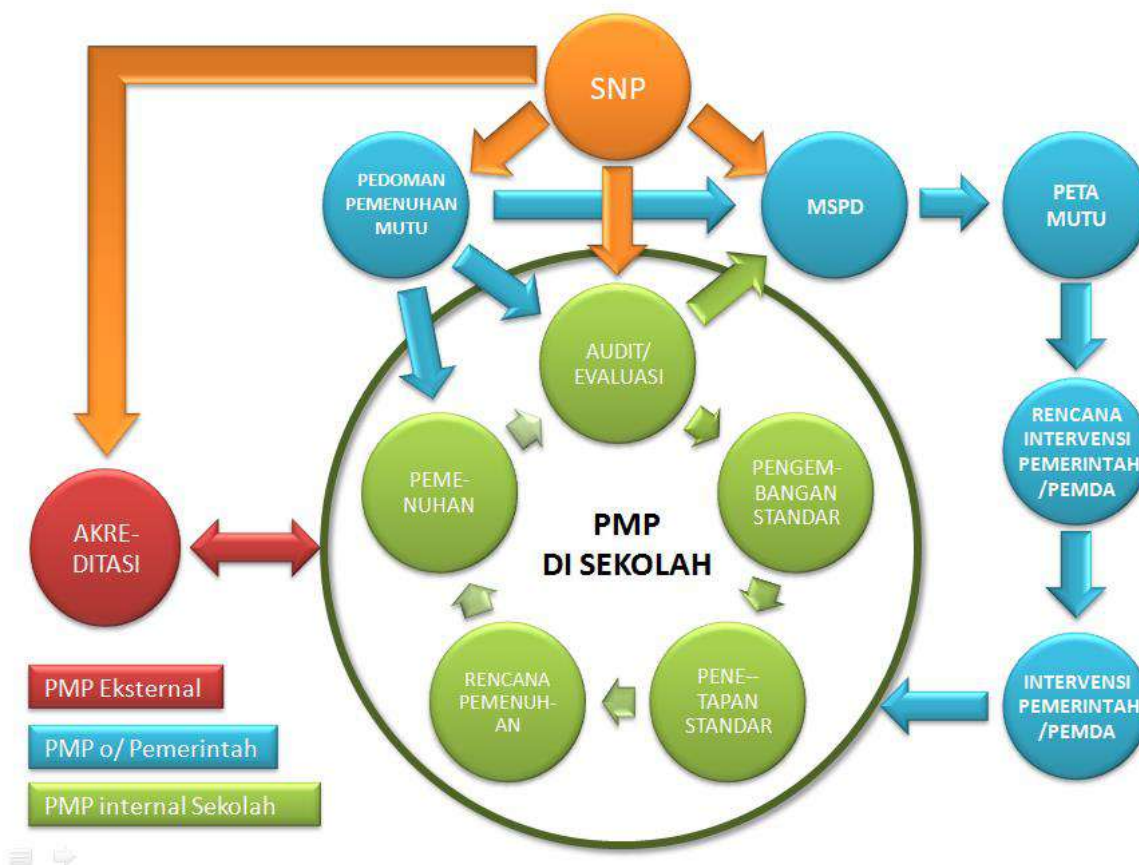 SNP
PEDOMAN
PEMENUHAN
MUTU
MSPD
PETA
MUTU
AUDIT/
EVALUASI
PEME-
NUHAN
PENGEM-
BANGAN
STANDAR
RENCANA
INTERVENSI
PEMERINTAH
/PEMDA
AKRE-
DITASI
PMP
DI SEKOLAH
RENCANA
PEMENUH-
AN
PENE--
TAPAN
STANDAR
INTERVENSI
PEMERINTAH
/PEMDA
PMP Eksternal
PMP o/ Pemerintah
PMP internal Sekolah